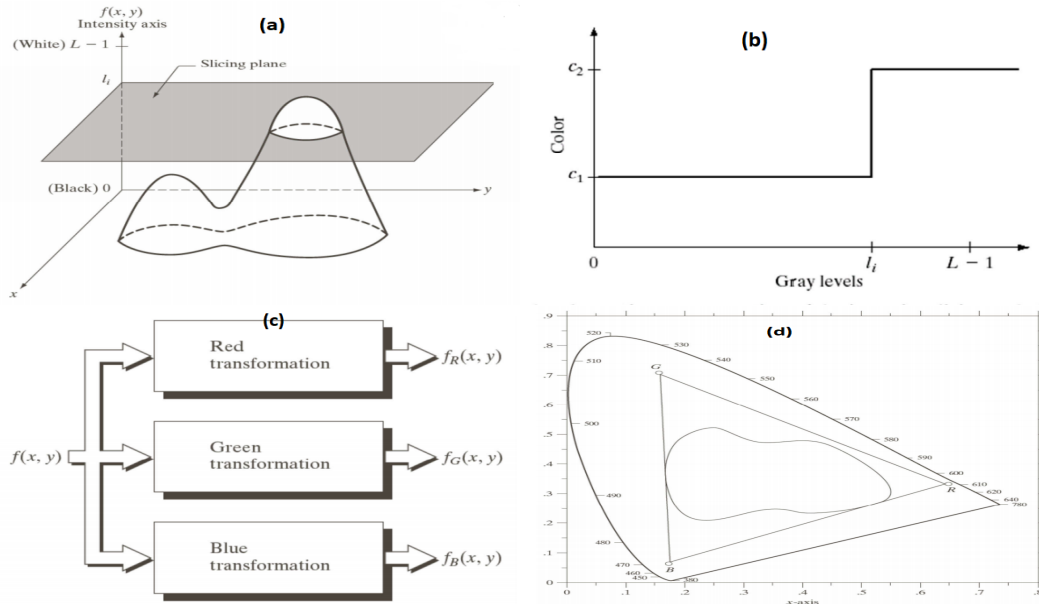 f(x, y)
Intensity axis
(a)
(White) L − 1
Slicing plane
l_i
(Black) 0
y
x
(b)
c_2
Color
c_1
0
l_i
L − 1
Gray levels
(c)
Red
transformation
f_R(x, y)
f(x, y)
Green
transformation
f_G(x, y)
Blue
transformation
f_B(x, y)
(d)
.9
.8
.7
.6
.5
.4
.3
.2
.1
0
520
530
540
510
550
G
560
570
500
580
590
600
610
R
620
640
780
490
480
470
460
450
380
B
0
.1
.2
.3
.4
.5
.6
.7
.8
x-axis